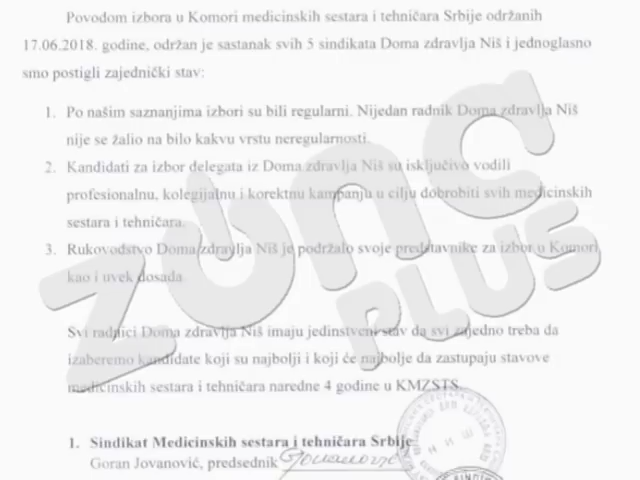 Povodom izbora u Komori medicinskih sestara i tehničara Srbije održanih
17.06.2018. godine, održan je sastanak svih 5 sindikata Doma zdravlja Niš i jednoglasno
smo postigli zajednički stav:
1. Po našim saznanjima izbori su bili regularni. Nijedan radnik Doma zdravlja Niš
nije se žalio na bilo kakvu vrstu neregularnosti.
2. Kandidati za izbor delegata iz Doma zdravlja Niš su isključivo vodili
profesionalnu, kolegijalnu i korektnu kampanju u cilju dobrobiti svih medicinskih
sestara i tehničara.
3. Rukovodstvo Doma zdravlja Niš je podržalo svoje predstavnike za izbor u Komori
kao i uvek dosada.
Svi radnici Doma zdravlja Niš imaju jedinstven stav da svi zajedno treba da
izaberemo kandidate koji su najbolji i koji će najbolje da zastupaju stavove
medicinskih sestara i tehničara naredne 4 godine u KMZSTS.
1. Sindikat Medicinskih sestara i tehničara Srbije
Goran Jovanović, predsednik
ZONA
PLUS